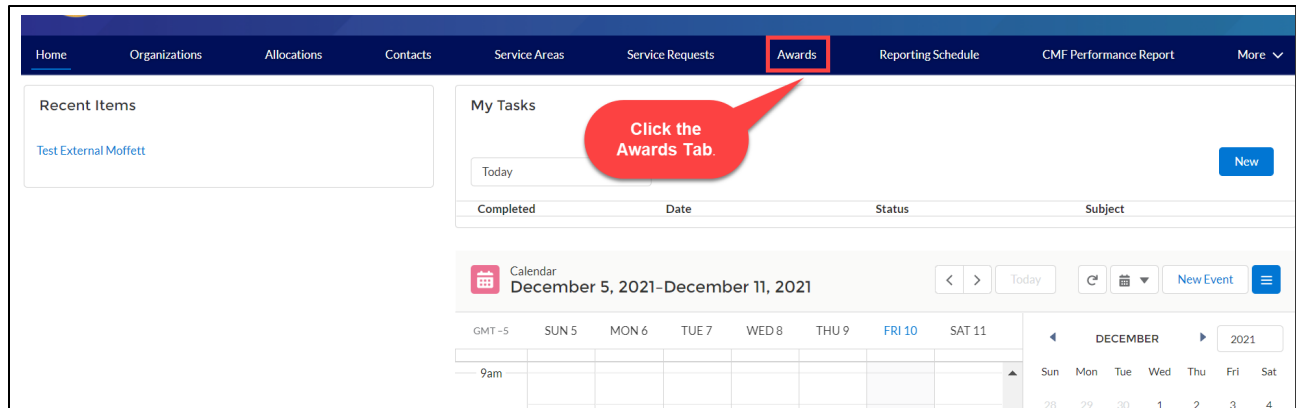 Home Organizations Allocations Contacts Service Areas Service Requests Awards Reporting Schedule CMF Performance Report More
Recent Items
Test External Moffett
My Tasks
Click the
Awards Tab.
Today
New
Completed Date Status Subject
Calendar
December 5, 2021–December 11, 2021
Today
New Event
GMT -5 SUN 5 MON 6 TUE 7 WED 8 THU 9 FRI 10 SAT 11
9am
DECEMBER 2021
Sun Mon Tue Wed Thu Fri Sat
28 29 30 1 2 3 4